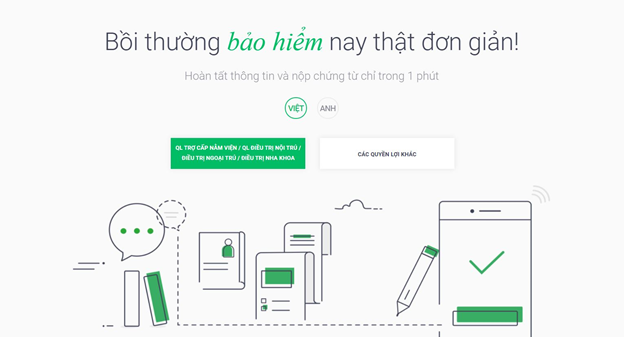 Bồi thường bảo hiểm nay thật đơn giản!
Hoàn tất thông tin và nộp chứng từ chỉ trong 1 phút
VIỆT ANH
QL TRỢ CẤP NẰM VIỆN / QL ĐIỀU TRỊ NỘI TRÚ /
ĐIỀU TRỊ NGOẠI TRÚ / ĐIỀU TRỊ NHA KHOA
CÁC QUYỀN LỢI KHÁC